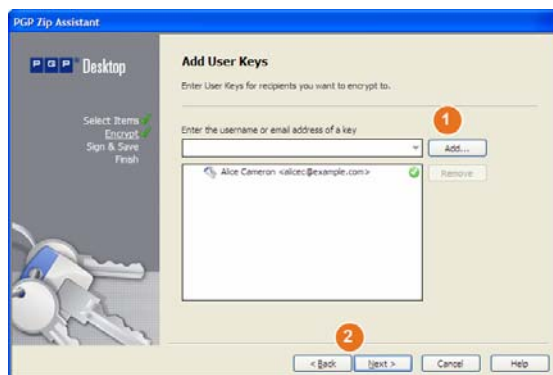 PGP Zip Assistant
PGP Desktop
Select Items
Encrypt
Sign & Save
Finish
Add User Keys
Enter User Keys for recipients you want to encrypt to.
1
Enter the username or email address of a key
Add...
Alice Cameron <alicec@example.com>
Remove
2
< Back
Next >
Cancel
Help